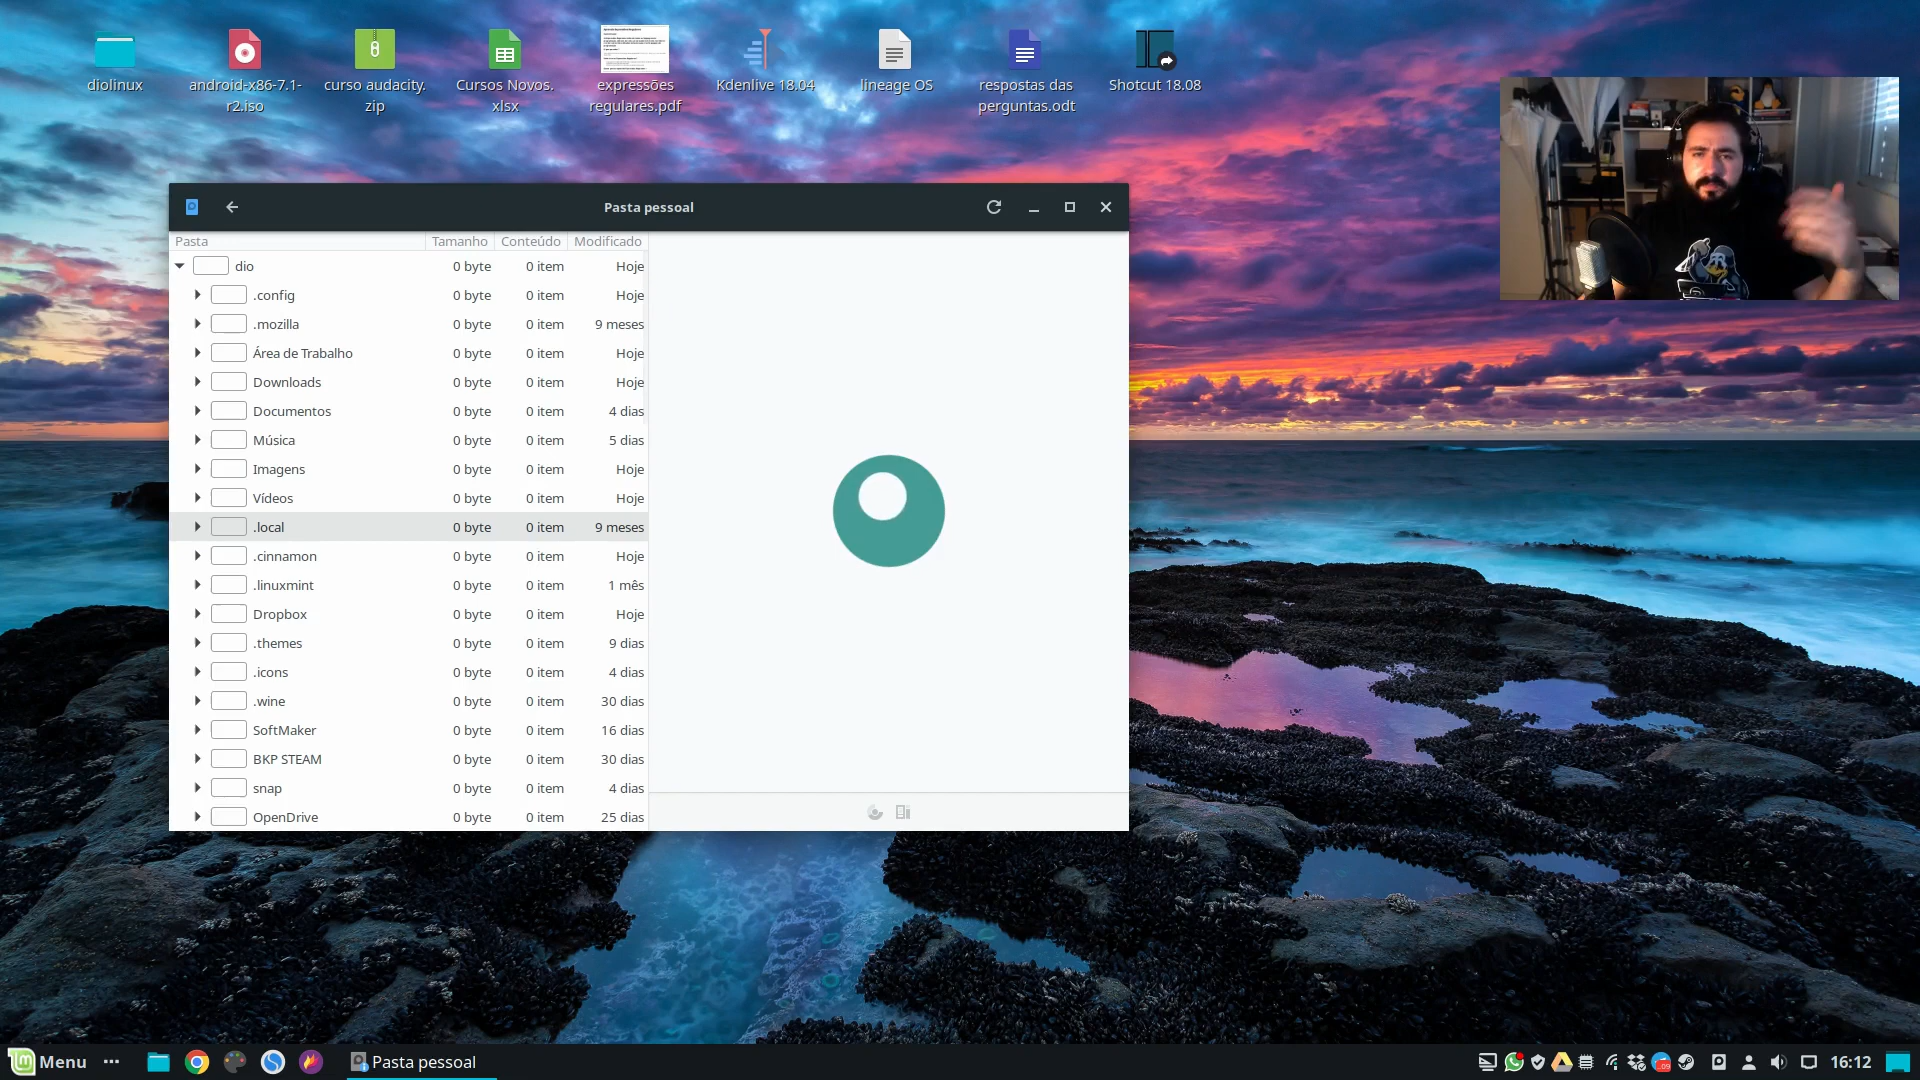 diolinux
android-x86-7.1-
r2.iso
curso audacity.
zip
Cursos Novos.
xlsx
expressões
regulares.pdf
Kdenlive 18.04
lineage OS
respostas das
perguntas.odt
Shotcut 18.08
Pasta pessoal
Pasta Tamanho Conteúdo Modificado
dio 0 byte 0 item Hoje
.config 0 byte 0 item Hoje
.mozilla 0 byte 0 item 9 meses
Área de Trabalho 0 byte 0 item Hoje
Downloads 0 byte 0 item Hoje
Documentos 0 byte 0 item 4 dias
Música 0 byte 0 item 5 dias
Imagens 0 byte 0 item Hoje
Vídeos 0 byte 0 item Hoje
.local 0 byte 0 item 9 meses
.cinnamon 0 byte 0 item Hoje
.linuxmint 0 byte 0 item 1 mês
Dropbox 0 byte 0 item Hoje
.themes 0 byte 0 item 9 dias
.icons 0 byte 0 item 4 dias
.wine 0 byte 0 item 30 dias
SoftMaker 0 byte 0 item 16 dias
BKP STEAM 0 byte 0 item 30 dias
snap 0 byte 0 item 4 dias
OpenDrive 0 byte 0 item 25 dias
Menu
Pasta pessoal
16:12